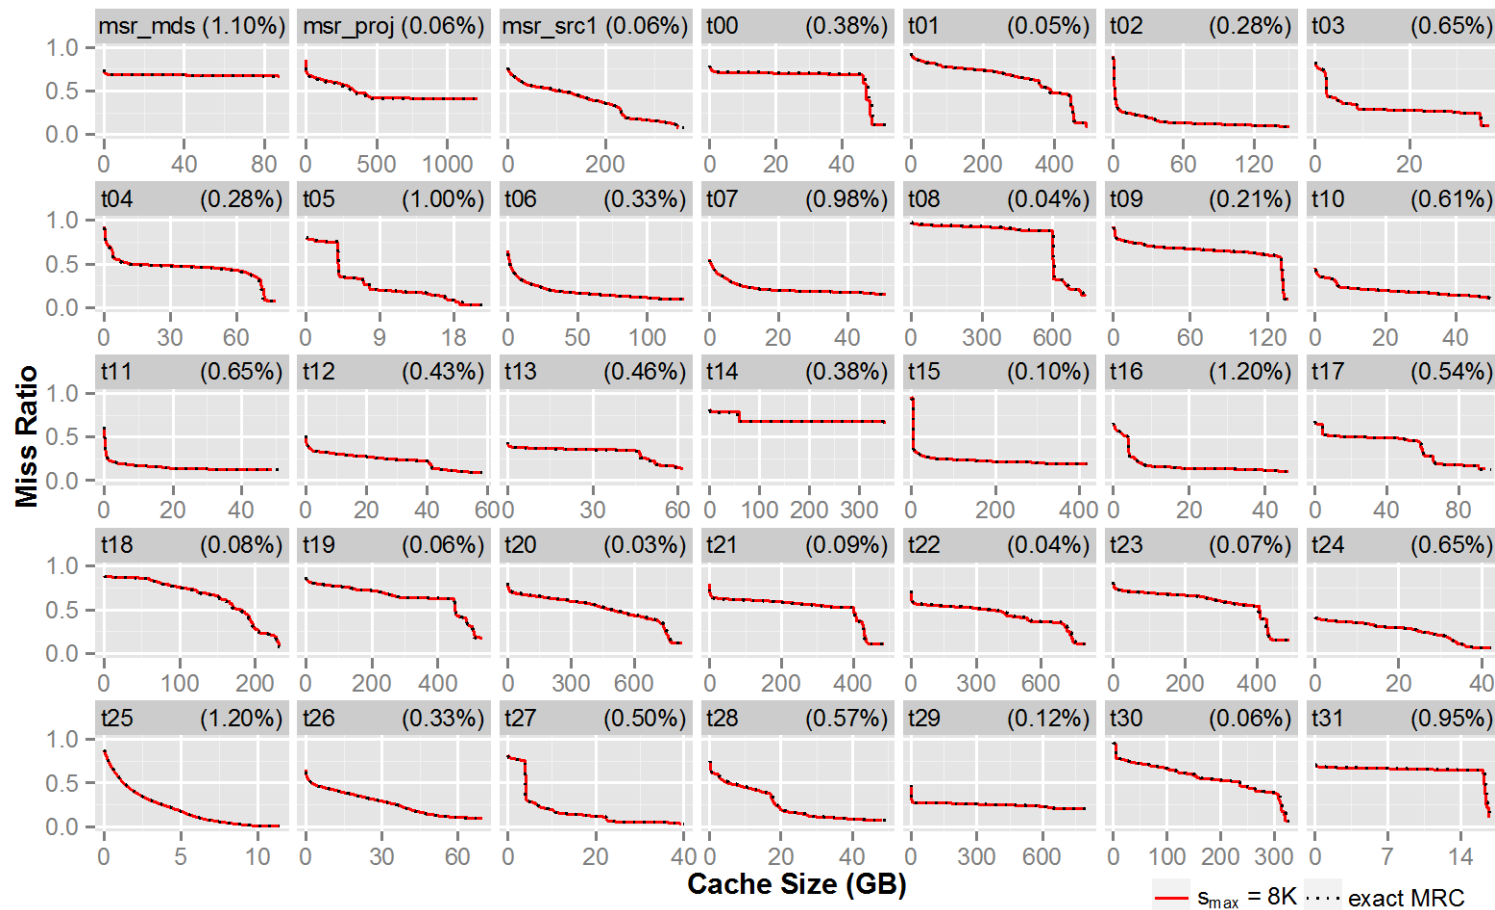 msr_mds (1.10%) msr_proj (0.06%) msr_src1 (0.06%) t00 (0.38%) t01 (0.05%) t02 (0.28%) t03 (0.65%)
1.0
0.5
0.0
0 40 80 0 500 1000 0 200 0 20 40 0 200 400 0 60 120 0 20
t04 (0.28%) t05 (1.00%) t06 (0.33%) t07 (0.98%) t08 (0.04%) t09 (0.21%) t10 (0.61%)
1.0
0.5
0.0
0 30 60 0 9 18 0 50 100 0 20 40 0 300 600 0 60 120 0 20 40
t11 (0.65%) t12 (0.43%) t13 (0.46%) t14 (0.38%) t15 (0.10%) t16 (1.20%) t17 (0.54%)
1.0
0.5
0.0
0 20 40 0 20 40 60 0 30 60 0 100 200 300 0 200 400 0 20 40 0 40 80
t18 (0.08%) t19 (0.06%) t20 (0.03%) t21 (0.09%) t22 (0.04%) t23 (0.07%) t24 (0.65%)
1.0
0.5
0.0
0 100 200 0 200 400 0 300 600 0 200 400 0 300 600 0 200 400 0 20 40
t25 (1.20%) t26 (0.33%) t27 (0.50%) t28 (0.57%) t29 (0.12%) t30 (0.06%) t31 (0.95%)
1.0
0.5
0.0
0 5 10 0 30 60 0 20 40 0 20 40 0 300 600 0 100 200 300 0 7 14
Miss Ratio
Cache Size (GB)
s_max = 8K exact MRC